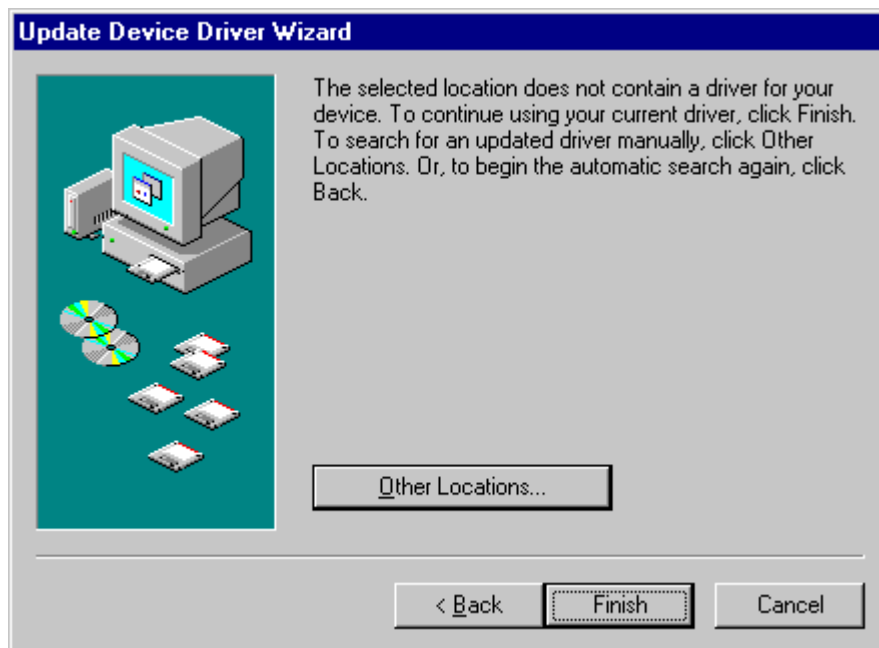 Update Device Driver Wizard
The selected location does not contain a driver for your
device. To continue using your current driver, click Finish.
To search for an updated driver manually, click Other
Locations. Or, to begin the automatic search again, click
Back.
Other Locations...
< Back
Finish
Cancel